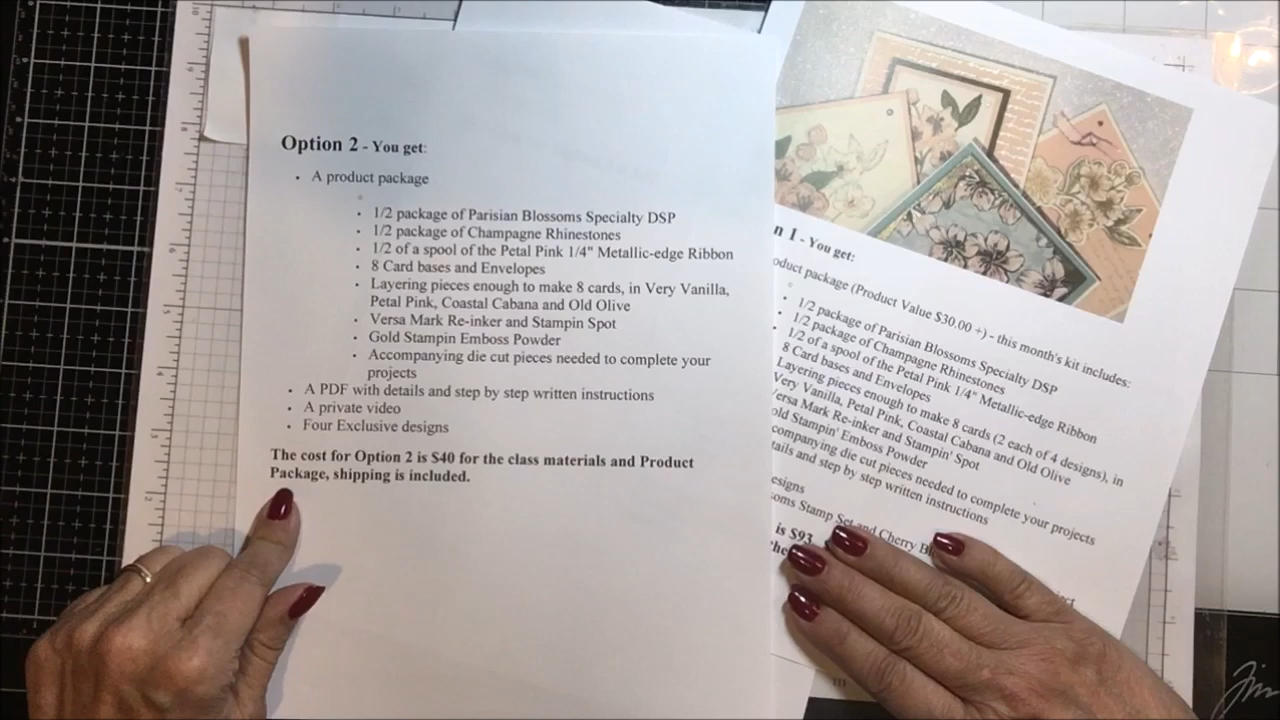 Option 2 - You get:
A product package
1/2 package of Parisian Blossoms Specialty DSP
1/2 package of Champagne Rhinestones
1/2 of a spool of the Petal Pink 1/4" Metallic-edge Ribbon
8 Card bases and Envelopes
Layering pieces enough to make 8 cards, in Very Vanilla,
Petal Pink, Coastal Cabana and Old Olive
Versa Mark Re-inker and Stampin Spot
Gold Stampin Emboss Powder
Accompanying die cut pieces needed to complete your
projects
A PDF with details and step by step written instructions
A private video
Four Exclusive designs
The cost for Option 2 is $40 for the class materials and Product
Package, shipping is included.
n 1 - You get:
oduct package (Product Value $30.00 +) - this month's kit includes:
1/2 package of Parisian Blossoms Specialty DSP
1/2 package of Champagne Rhinestones
1/2 of a spool of the Petal Pink 1/4" Metallic-edge Ribbon
8 Card bases and Envelopes
Layering pieces enough to make 8 cards (2 each of 4 designs), in
Very Vanilla, Petal Pink, Coastal Cabana and Old Olive
Versa Mark Re-inker and Stampin' Spot
old Stampin' Emboss Powder
companying die cut pieces needed to complete your projects
tails and step by step written instructions
esigns
oms Stamp Set and Cherry Bl
is $93